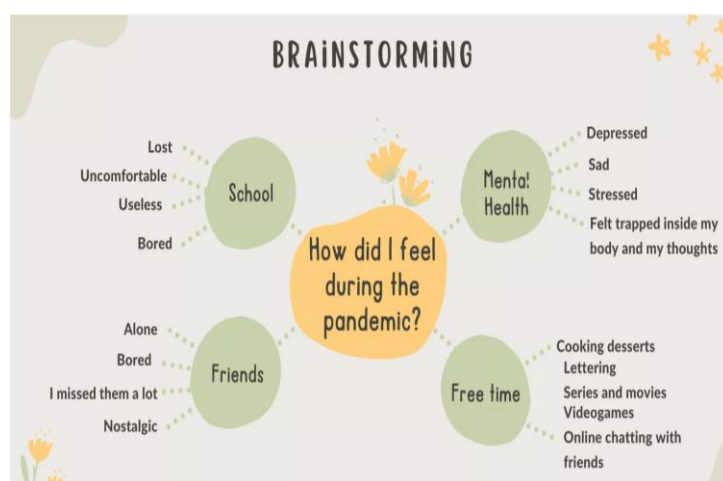 BRAINSTORMING
Lost
Uncomfortable
Useless
Bored
School
Mental
Health
Depressed
Sad
Stressed
Felt trapped inside my
body and my thoughts
How did I feel
during the
pandemic?
Alone
Bored
I missed them a lot
Nostalgic
Friends
Free time
Cooking desserts
Lettering
Series and movies
Videogames
Online chatting with
friends